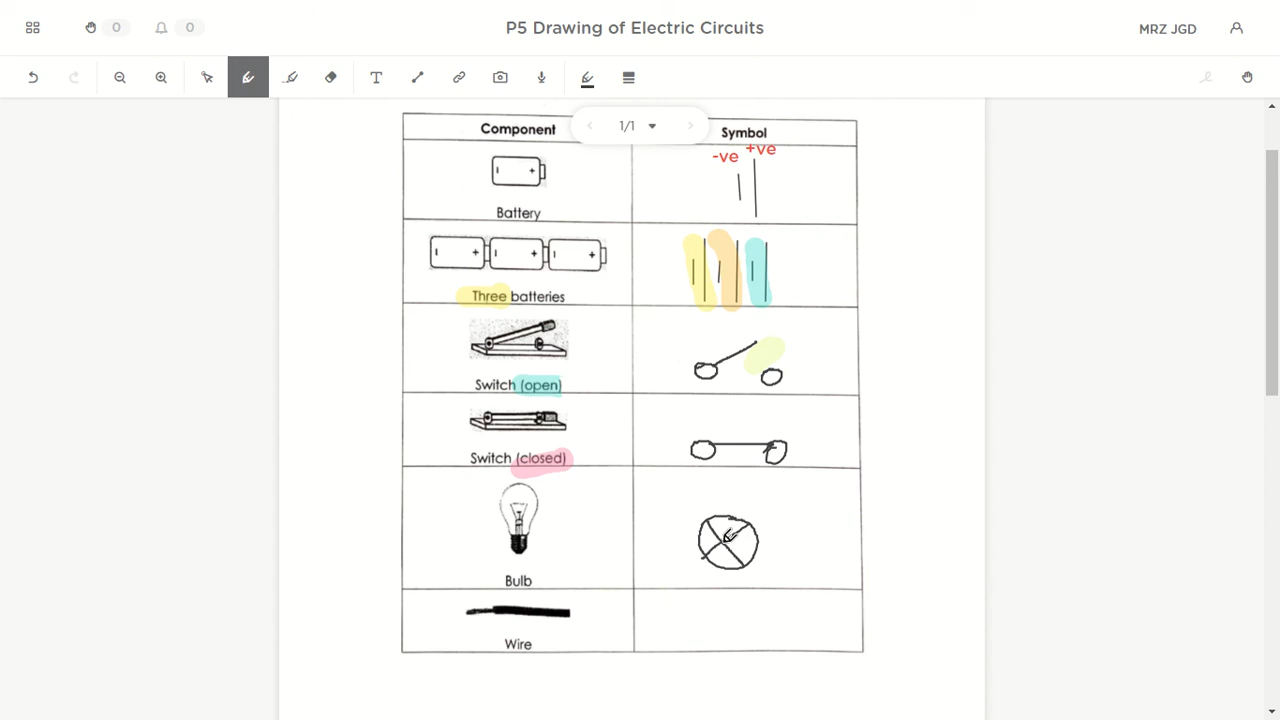 0
0
P5 Drawing of Electric Circuits
MRZ JGD
1/1
Component
Symbol
-ve +ve
Battery
Three batteries
Switch (open)
Switch (closed)
Bulb
Wire